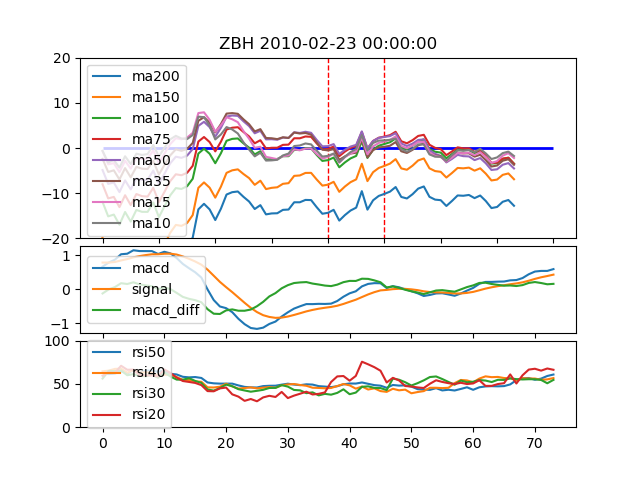 ZBH 2010-02-23 00:00:00
20
10
0
−10
−20
ma200
ma150
ma100
ma75
ma50
ma35
ma15
ma10
1
0
−1
macd
signal
macd_diff
100
50
0
rsi50
rsi40
rsi30
rsi20
0 10 20 30 40 50 60 70